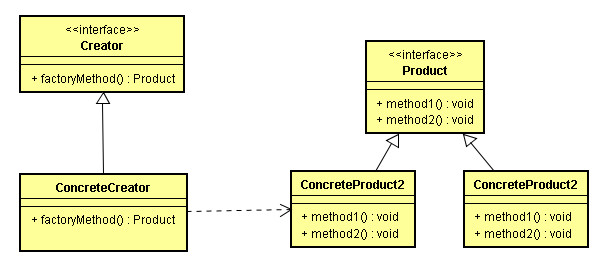 <<interface>>
Creator
+ factoryMethod() : Product
<<interface>>
Product
+ method1() : void
+ method2() : void
ConcreteCreator
+ factoryMethod() : Product
ConcreteProduct2
+ method1() : void
+ method2() : void
ConcreteProduct2
+ method1() : void
+ method2() : void